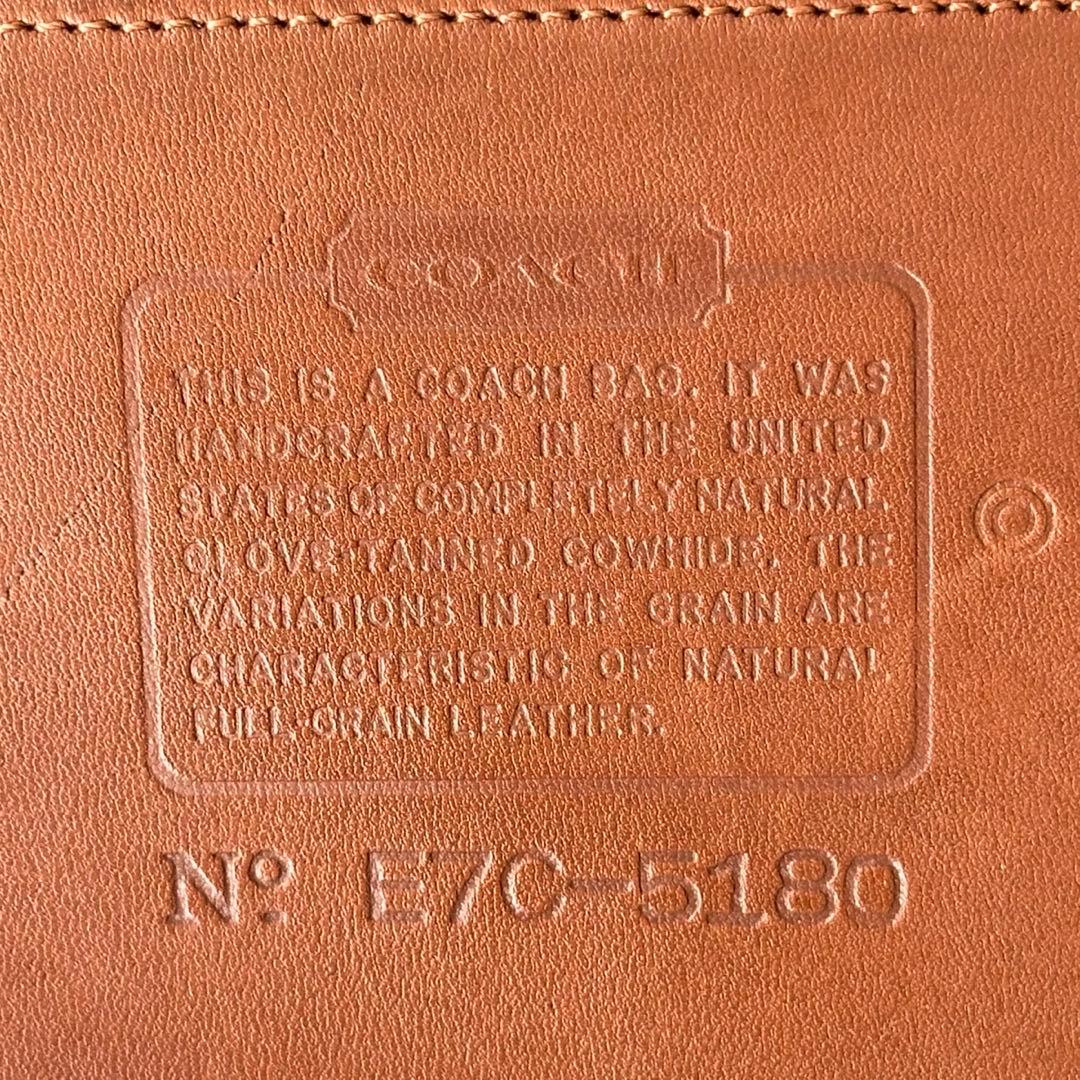 COACH
THIS IS A COACH BAG. IT WAS
HANDCRAFTED IN THE UNITED
STATES OF COMPLETELY NATURAL
GLOVE-TANNED COWHIDE. THE
VARIATIONS IN THE GRAIN ARE
CHARACTERISTIC OF NATURAL
FULL-GRAIN LEATHER.
©
Nº E7C-5180